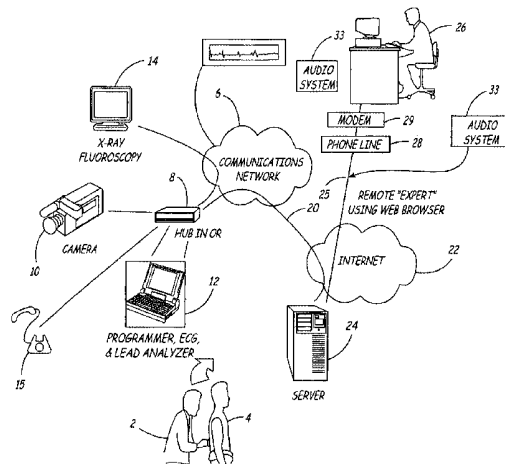 33
AUDIO
SYSTEM
26
14
X-RAY
FLUOROSCOPY
6
COMMUNICATIONS
NETWORK
MODEM
29
PHONE LINE
28
33
AUDIO
SYSTEM
8
25
REMOTE "EXPERT"
USING WEB BROWSER
20
10
CAMERA
HUB IN OR
INTERNET
22
12
PROGRAMMER, ECG,
& LEAD ANALYZER
15
24
SERVER
2
4